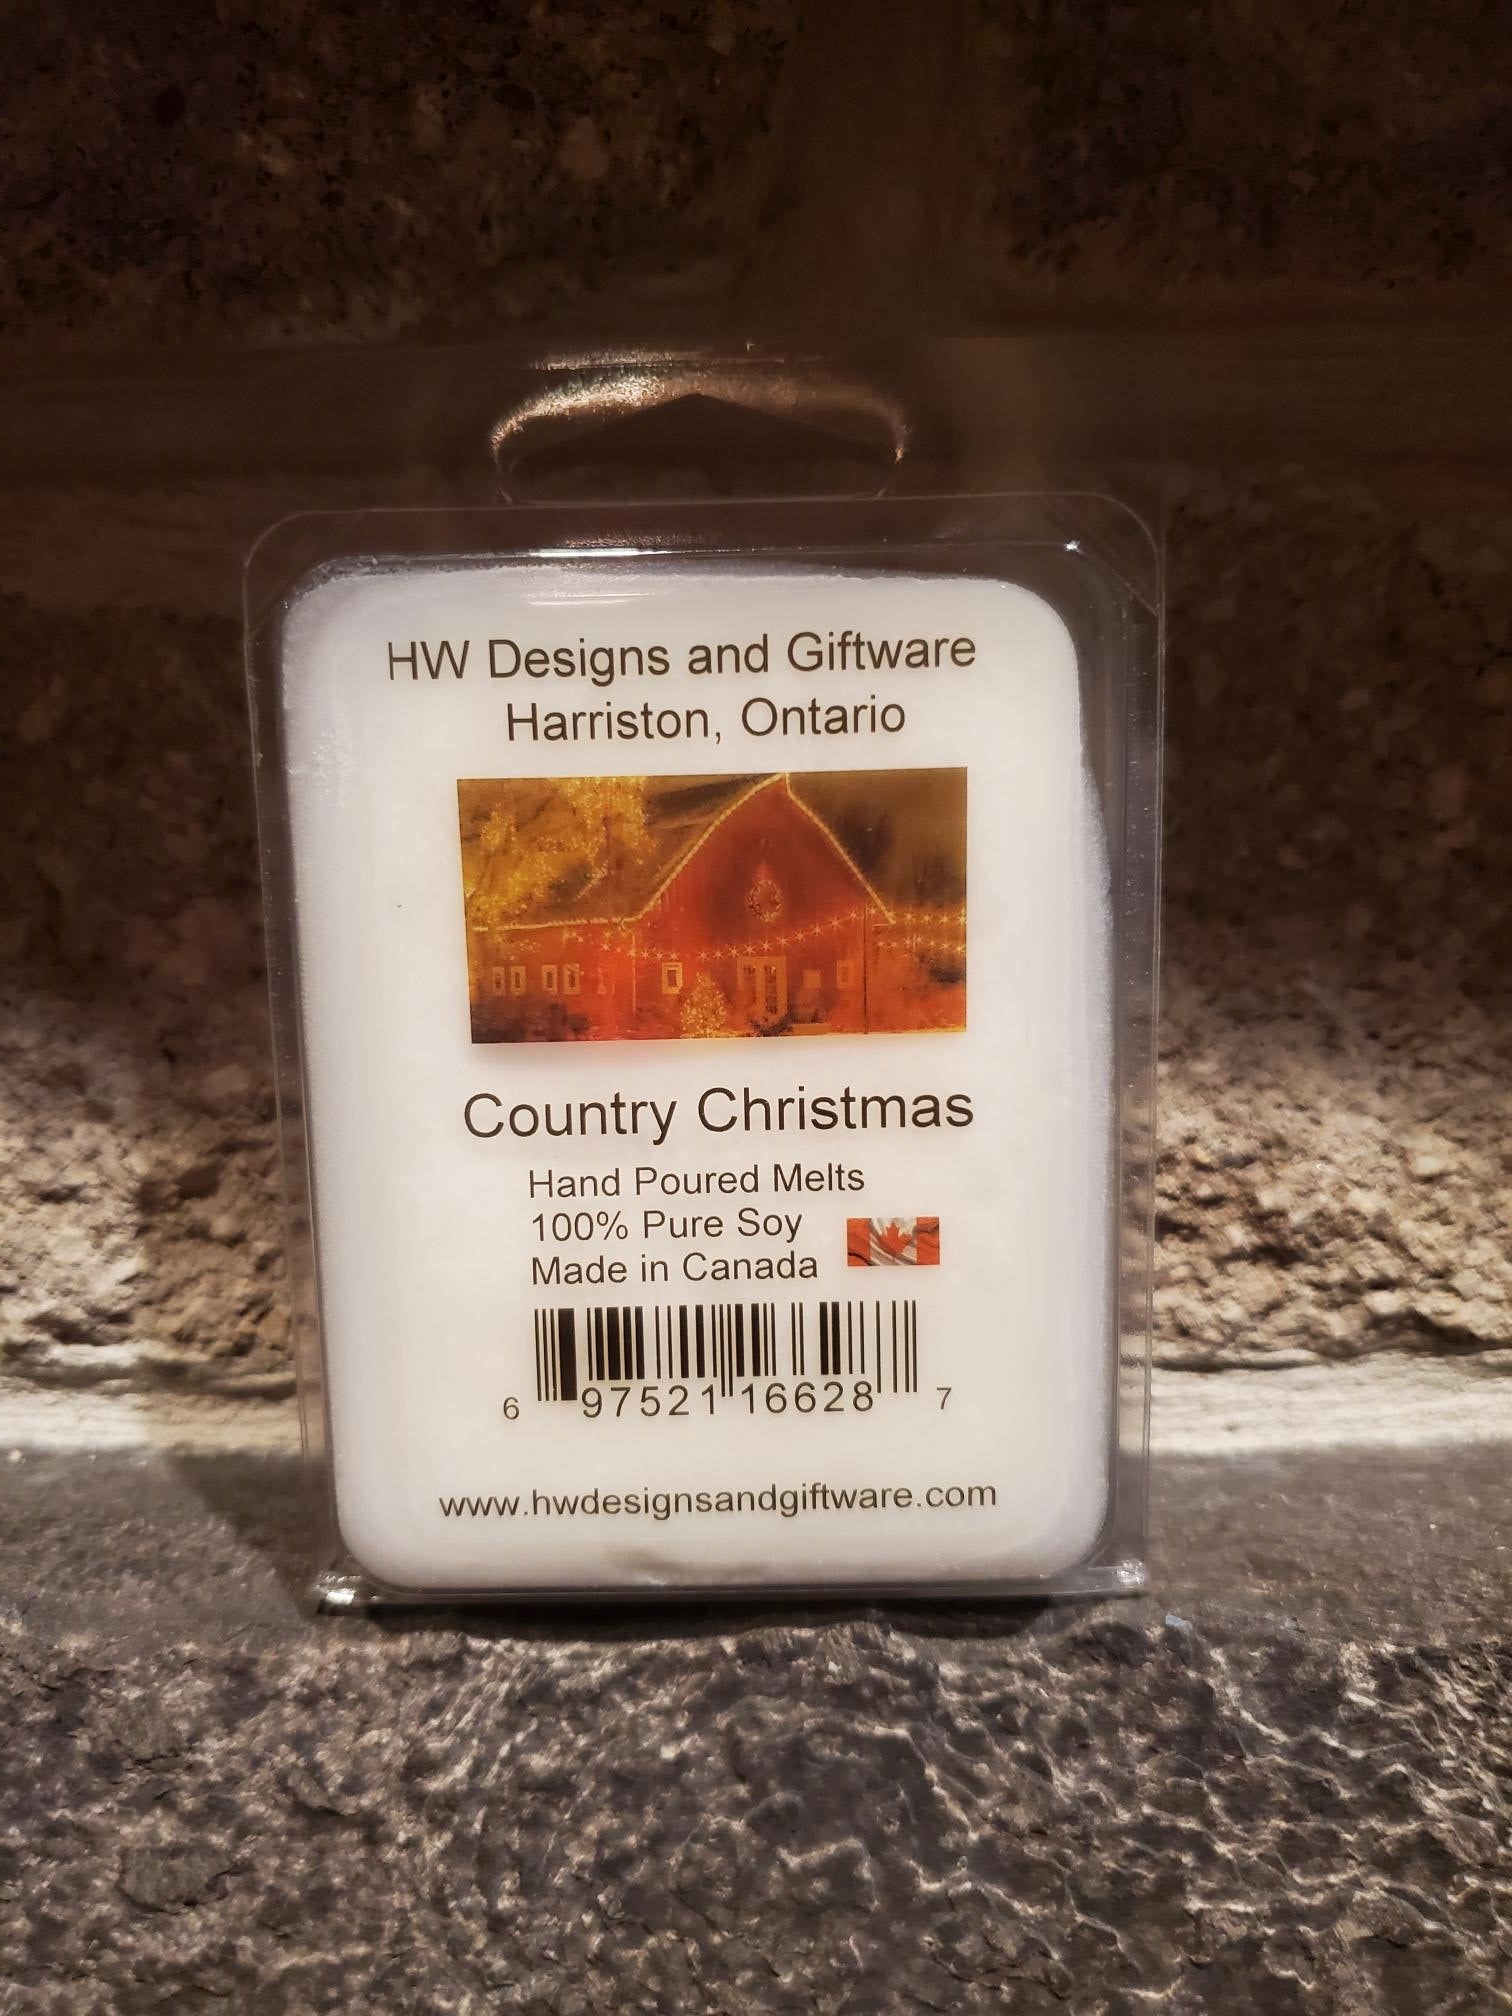 HW Designs and Giftware
Harriston, Ontario
Country Christmas
Hand Poured Melts
100% Pure Soy
Made in Canada
6 97521 16628 7
www.hwdesignsandgiftware.com